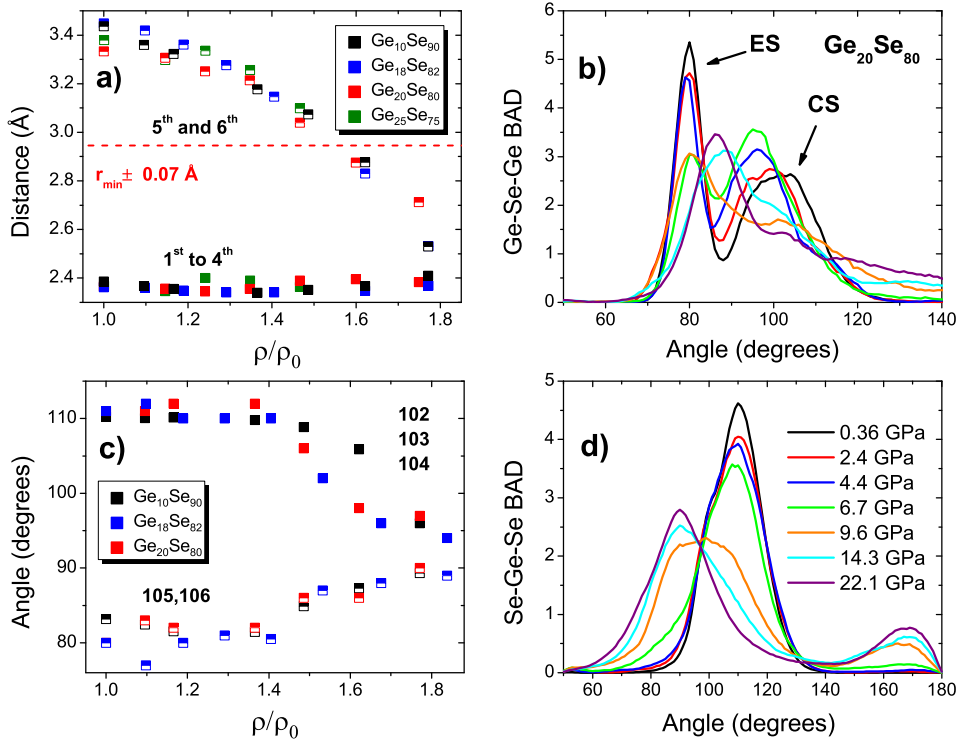 a)
Distance (Å)
3.4
3.2
3.0
2.8
2.6
2.4
1.0 1.2 1.4 1.6 1.8
ρ/ρ₀
Ge₁₀Se₉₀
Ge₁₈Se₈₂
Ge₂₀Se₈₀
Ge₂₅Se₇₅
5ᵗʰ and 6ᵗʰ
rₘᵢₙ± 0.07 Å
1ˢᵗ to 4ᵗʰ
b)
Ge-Se-Ge BAD
6
5
4
3
2
1
0
60 80 100 120 140
Angle (degrees)
ES
Ge₂₀Se₈₀
CS
c)
Angle (degrees)
110
100
90
80
1.0 1.2 1.4 1.6 1.8
ρ/ρ₀
102
103
104
Ge₁₀Se₉₀
Ge₁₈Se₈₂
Ge₂₀Se₈₀
105,106
d)
Se-Ge-Se BAD
5
4
3
2
1
0
60 80 100 120 140 160 180
Angle (degrees)
0.36 GPa
2.4 GPa
4.4 GPa
6.7 GPa
9.6 GPa
14.3 GPa
22.1 GPa